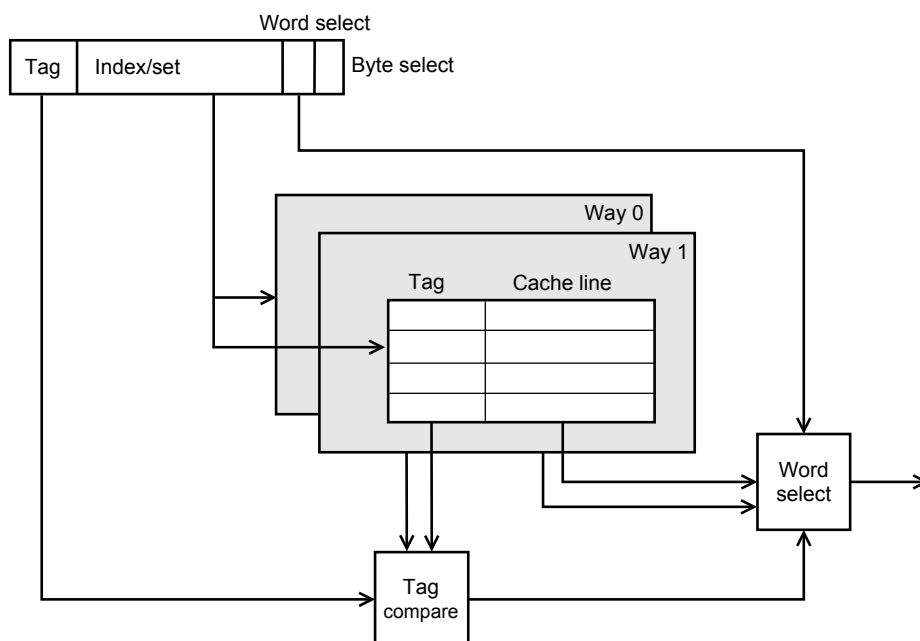 Word select
Tag
Index/set
Byte select
Way 0
Way 1
Tag
Cache line
Word
select
Tag
compare